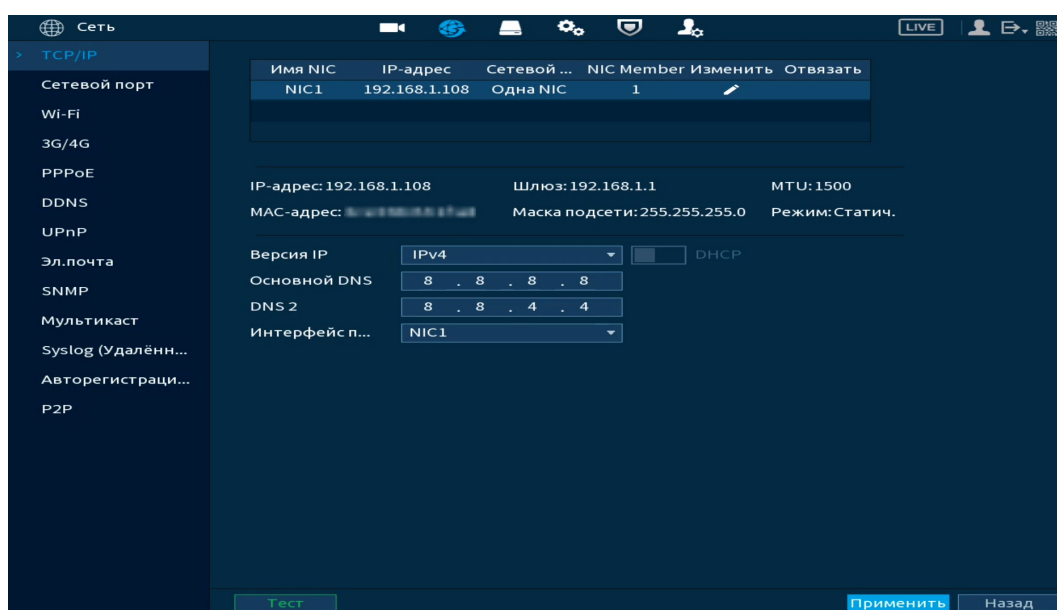 Сеть LIVE
> TCP/IP
Сетевой порт
Wi-Fi
3G/4G
PPPoE
DDNS
UPnP
Эл.почта
SNMP
Мультикаст
Syslog (Удалённ...
Авторегистраци...
P2P
Имя NIC IP-адрес Сетевой ... NIC Member Изменить Отвязать
NIC1 192.168.1.108 Одна NIC 1
IP-адрес: 192.168.1.108 Шлюз: 192.168.1.1 MTU: 1500
MAC-адрес: Маска подсети: 255.255.255.0 Режим: Статич.
Версия IP IPv4 DHCP
Основной DNS 8 . 8 . 8 . 8
DNS 2 8 . 8 . 4 . 4
Интерфейс п... NIC1
Тест Применить Назад